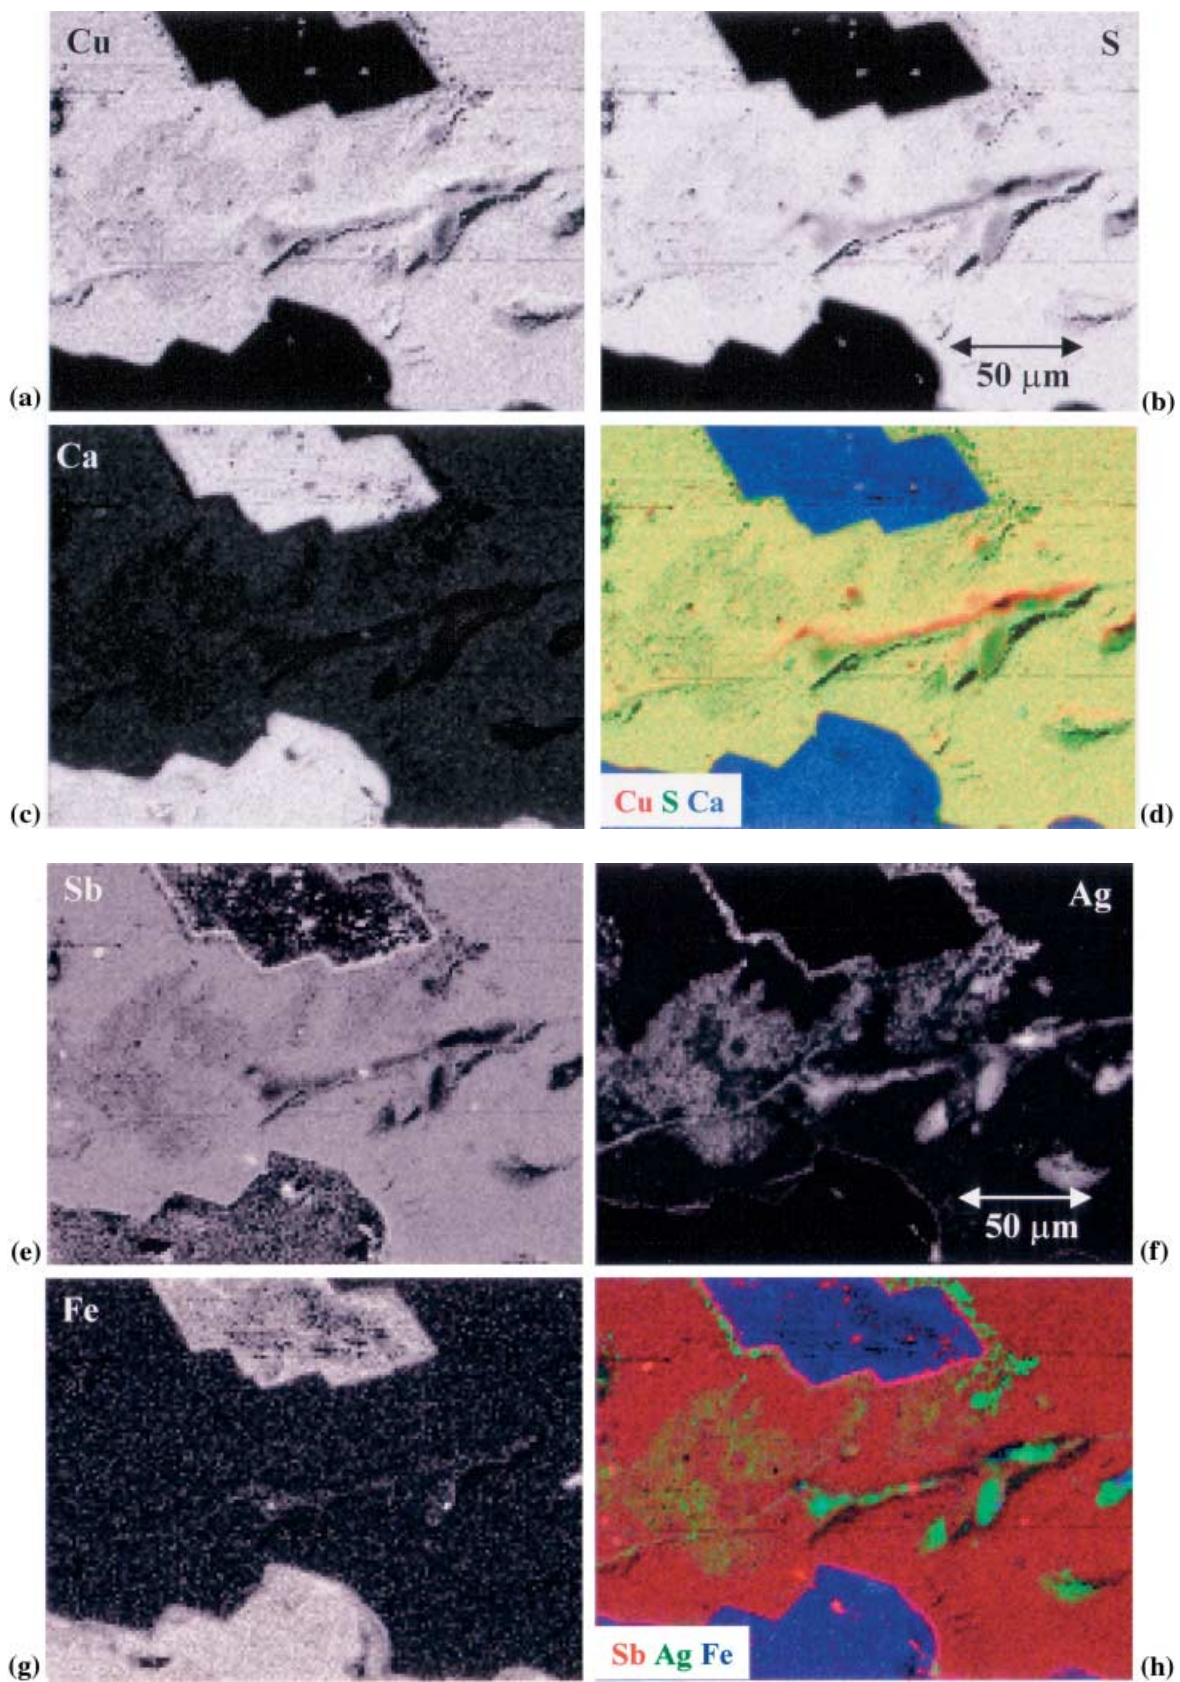 Cu
S
50 μm
(a)
(b)
Ca
Cu S Ca
(c)
(d)
Sb
Ag
50 μm
(e)
(f)
Fe
Sb Ag Fe
(g)
(h)